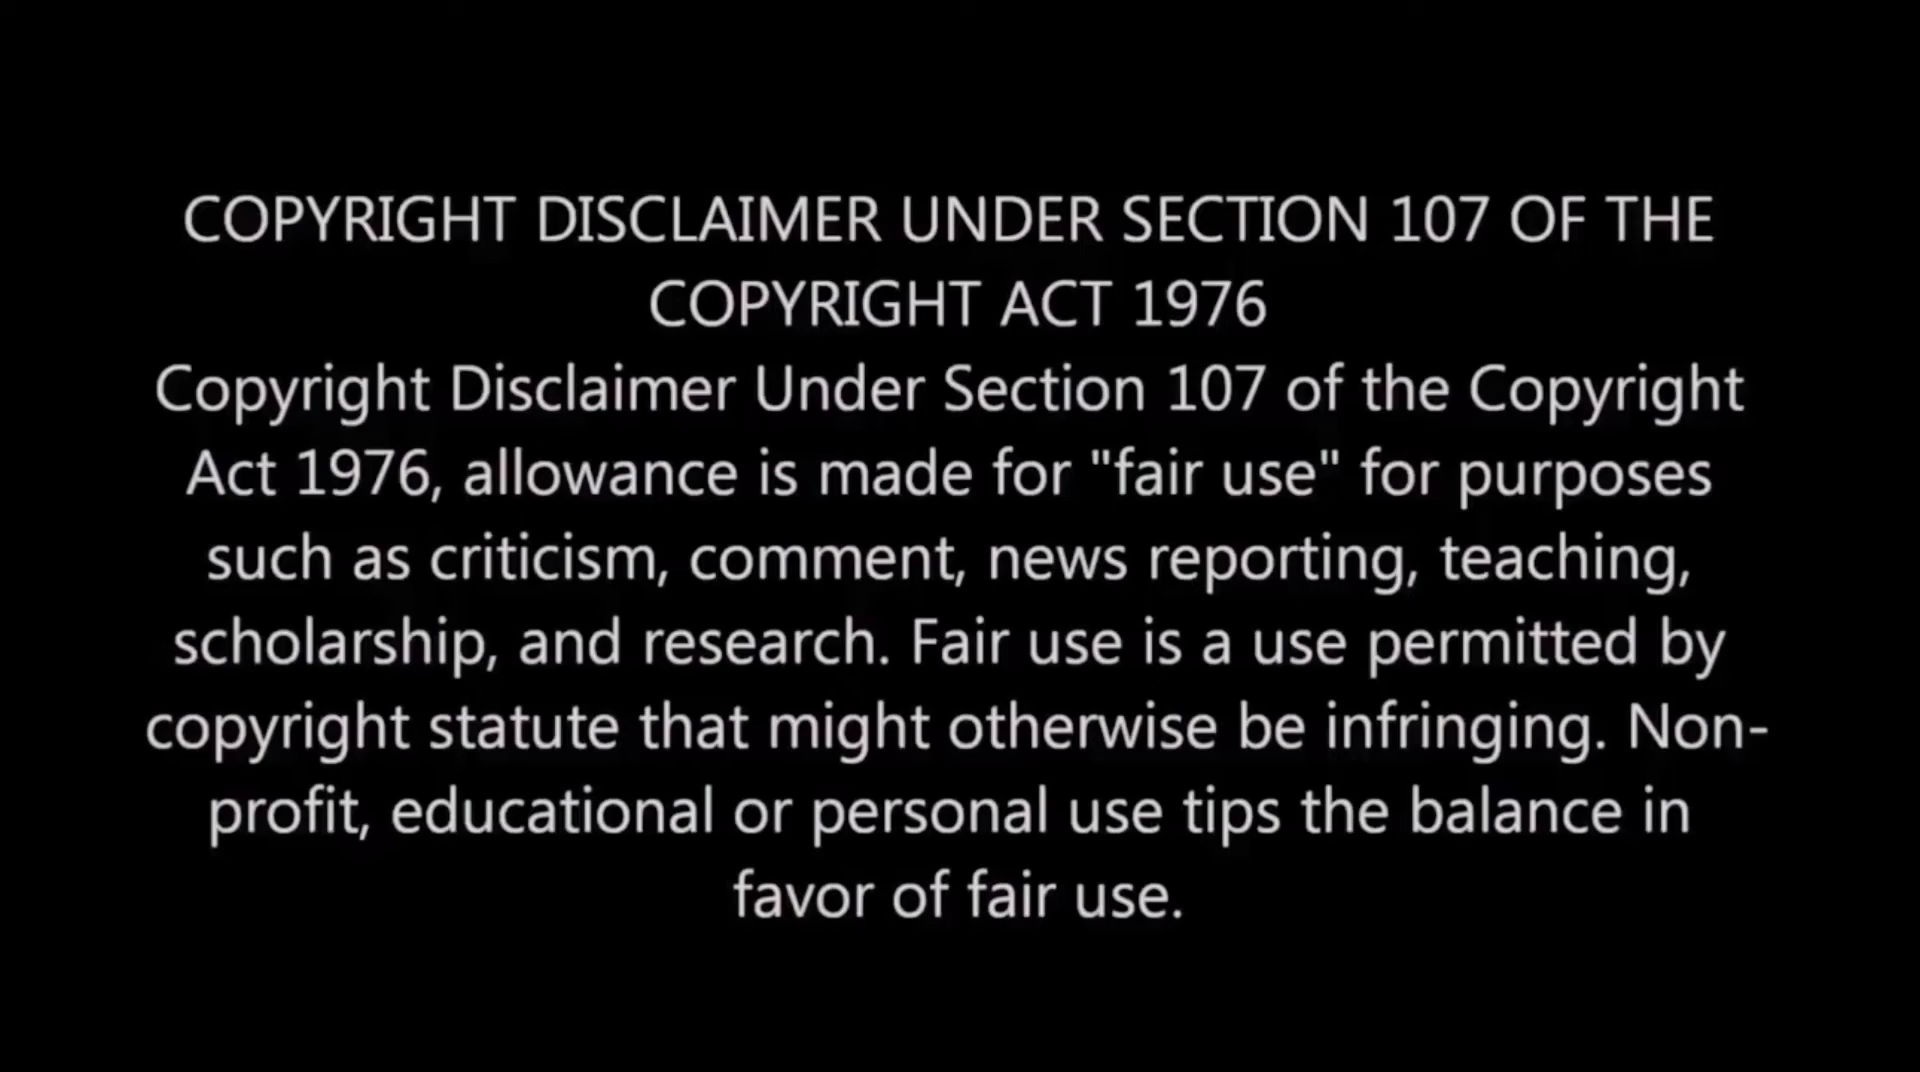 COPYRIGHT DISCLAIMER UNDER SECTION 107 OF THE
COPYRIGHT ACT 1976
Copyright Disclaimer Under Section 107 of the Copyright
Act 1976, allowance is made for "fair use" for purposes
such as criticism, comment, news reporting, teaching,
scholarship, and research. Fair use is a use permitted by
copyright statute that might otherwise be infringing. Non-
profit, educational or personal use tips the balance in
favor of fair use.